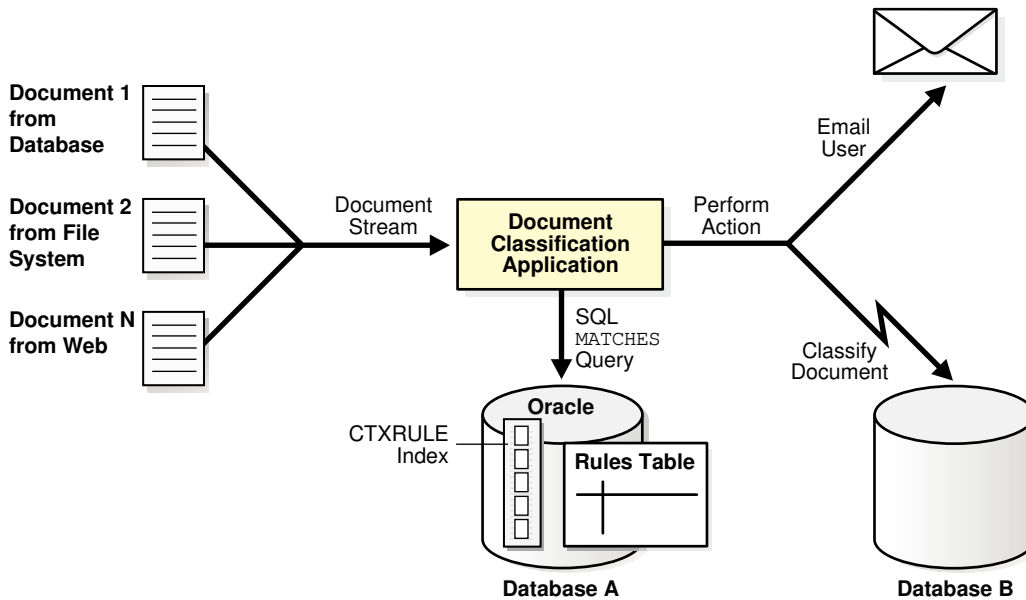 Document 1
from
Database
Document 2
from File
System
Document N
from Web
Document
Stream
Document
Classification
Application
Perform
Action
Email
User
SQL
MATCHES
Query
Classify
Document
Oracle
CTXRULE
Index
Rules Table
Database A
Database B